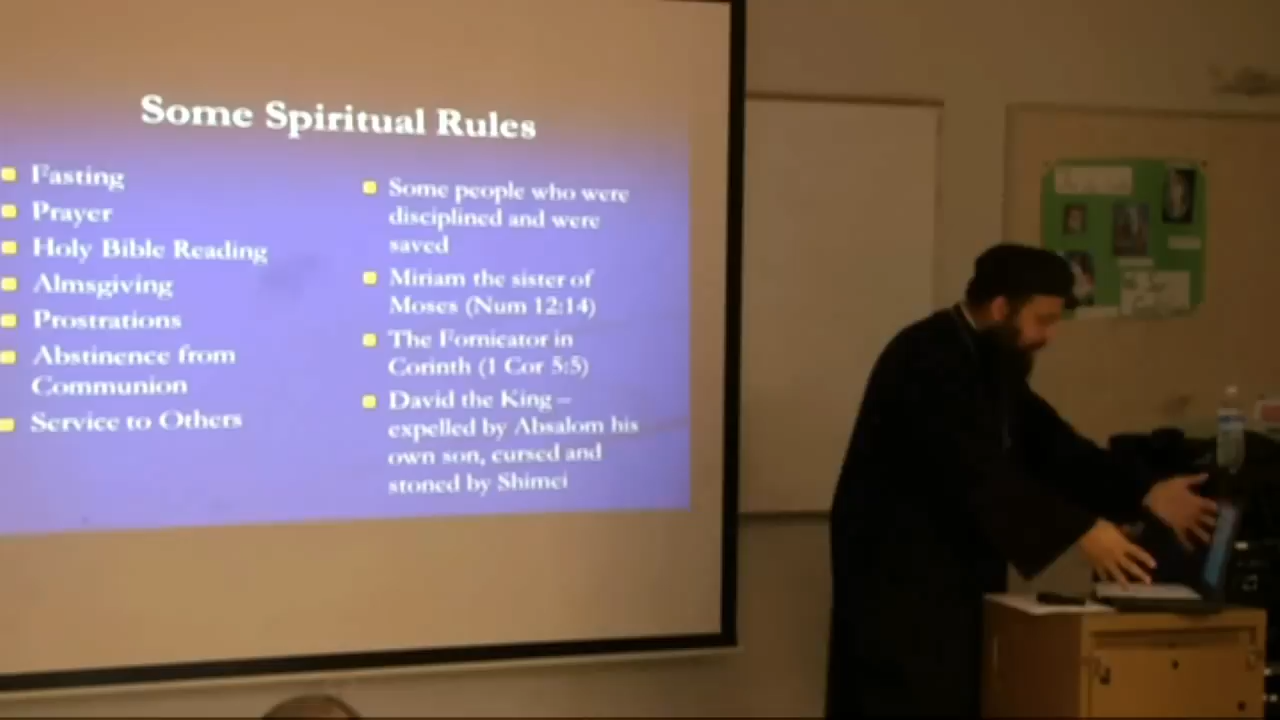 Some Spiritual Rules
Fasting
Prayer
Holy Bible Reading
Almsgiving
Prostrations
Abstinence from
Communion
Service to Others
Some people who were
disciplined and were
saved
Miriam the sister of
Moses (Num 12:14)
The Fornicator in
Corinth (1 Cor 5:5)
David the King –
expelled by Absalom his
own son, cursed and
stoned by Shimei